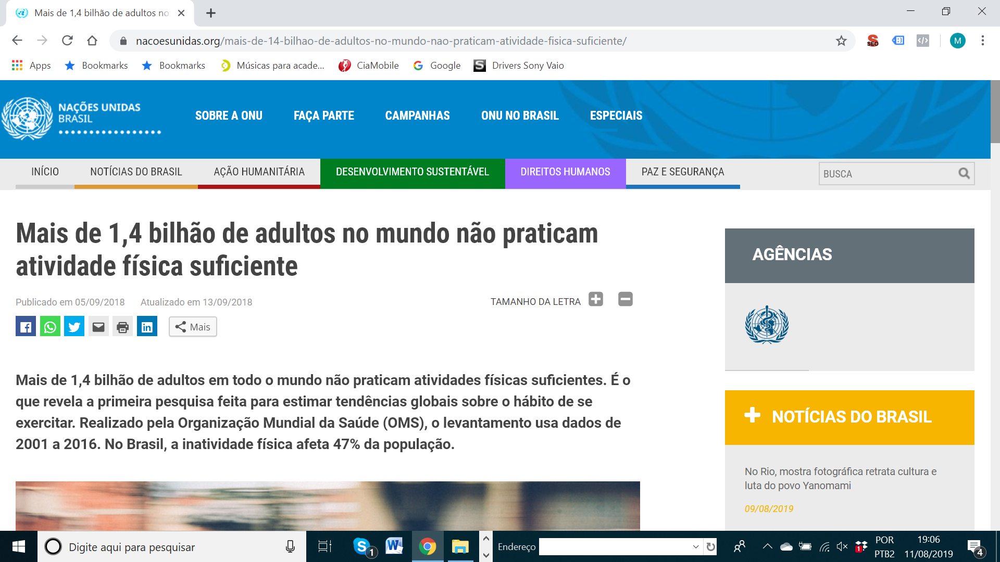 Mais de 1,4 bilhão de adultos no
nacoesunidas.org/mais-de-14-bilhao-de-adultos-no-mundo-nao-praticam-atividade-fisica-suficiente/
SEO
M
Apps
Bookmarks
Bookmarks
Músicas para acade...
CiaMobile
Google
Drivers Sony Vaio
NAÇÕES UNIDAS
BRASIL
SOBRE A ONU
FAÇA PARTE
CAMPANHAS
ONU NO BRASIL
ESPECIAIS
INÍCIO
NOTÍCIAS DO BRASIL
AÇÃO HUMANITÁRIA
DESENVOLVIMENTO SUSTENTÁVEL
DIREITOS HUMANOS
PAZ E SEGURANÇA
BUSCA
Mais de 1,4 bilhão de adultos no mundo não praticam
atividade física suficiente
Publicado em 05/09/2018
Atualizado em 13/09/2018
TAMANHO DA LETRA
Mais
Mais de 1,4 bilhão de adultos em todo o mundo não praticam atividades físicas suficientes. É o
que revela a primeira pesquisa feita para estimar tendências globais sobre o hábito de se
exercitar. Realizado pela Organização Mundial da Saúde (OMS), o levantamento usa dados de
2001 a 2016. No Brasil, a inatividade física afeta 47% da população.
AGÊNCIAS
NOTÍCIAS DO BRASIL
No Rio, mostra fotográfica retrata cultura e
luta do povo Yanomami
09/08/2019
Digite aqui para pesquisar
1
Endereço
1
POR
PTB2
19:06
11/08/2019
4